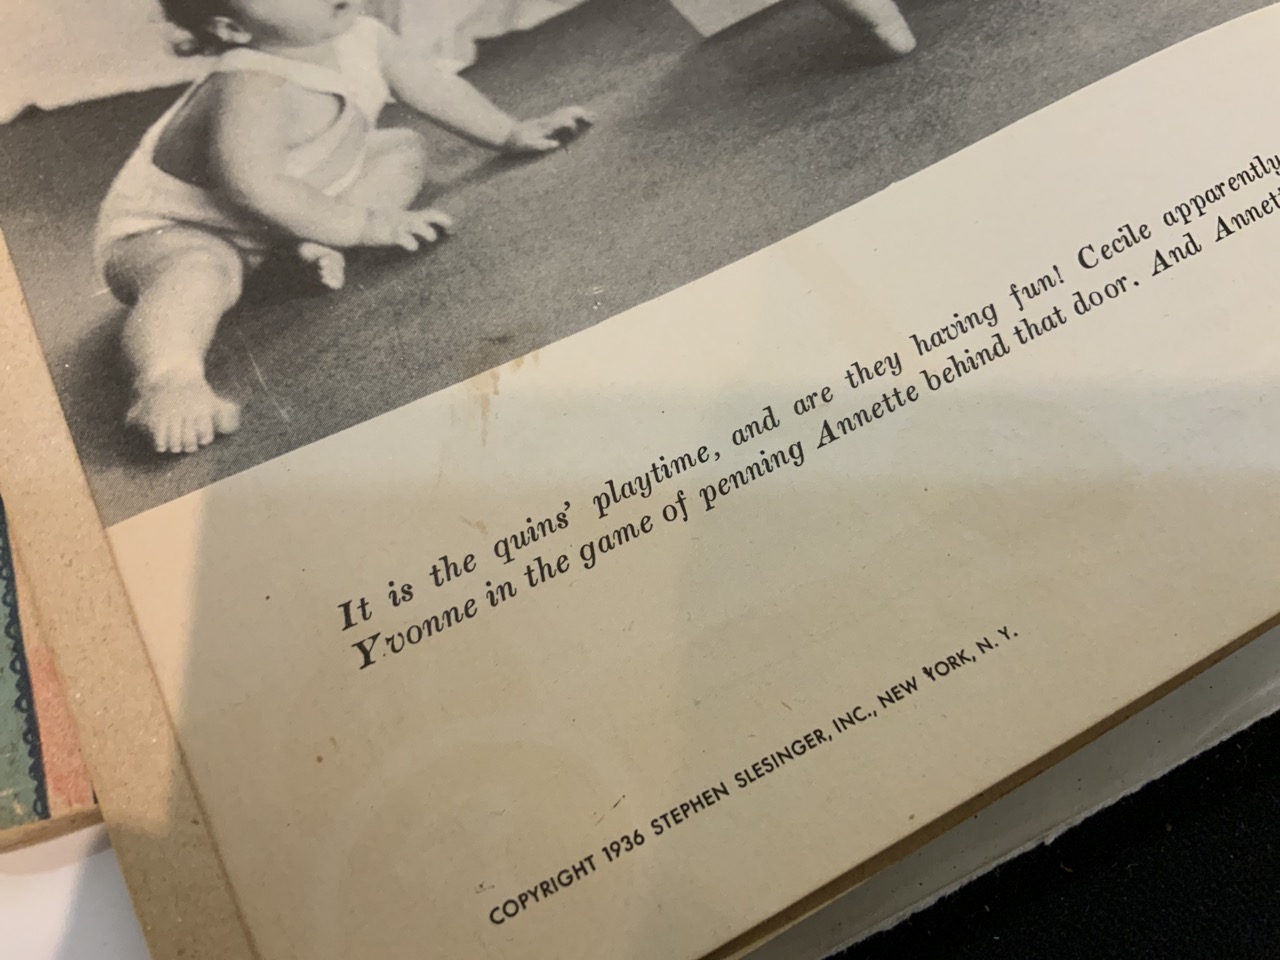 It is the quins' playtime, and are they having fun! Cecile apparently
Yvonne in the game of penning Annette behind that door. And
COPYRIGHT 1936 STEPHEN SLESINGER, INC., NEW YORK, N. Y.